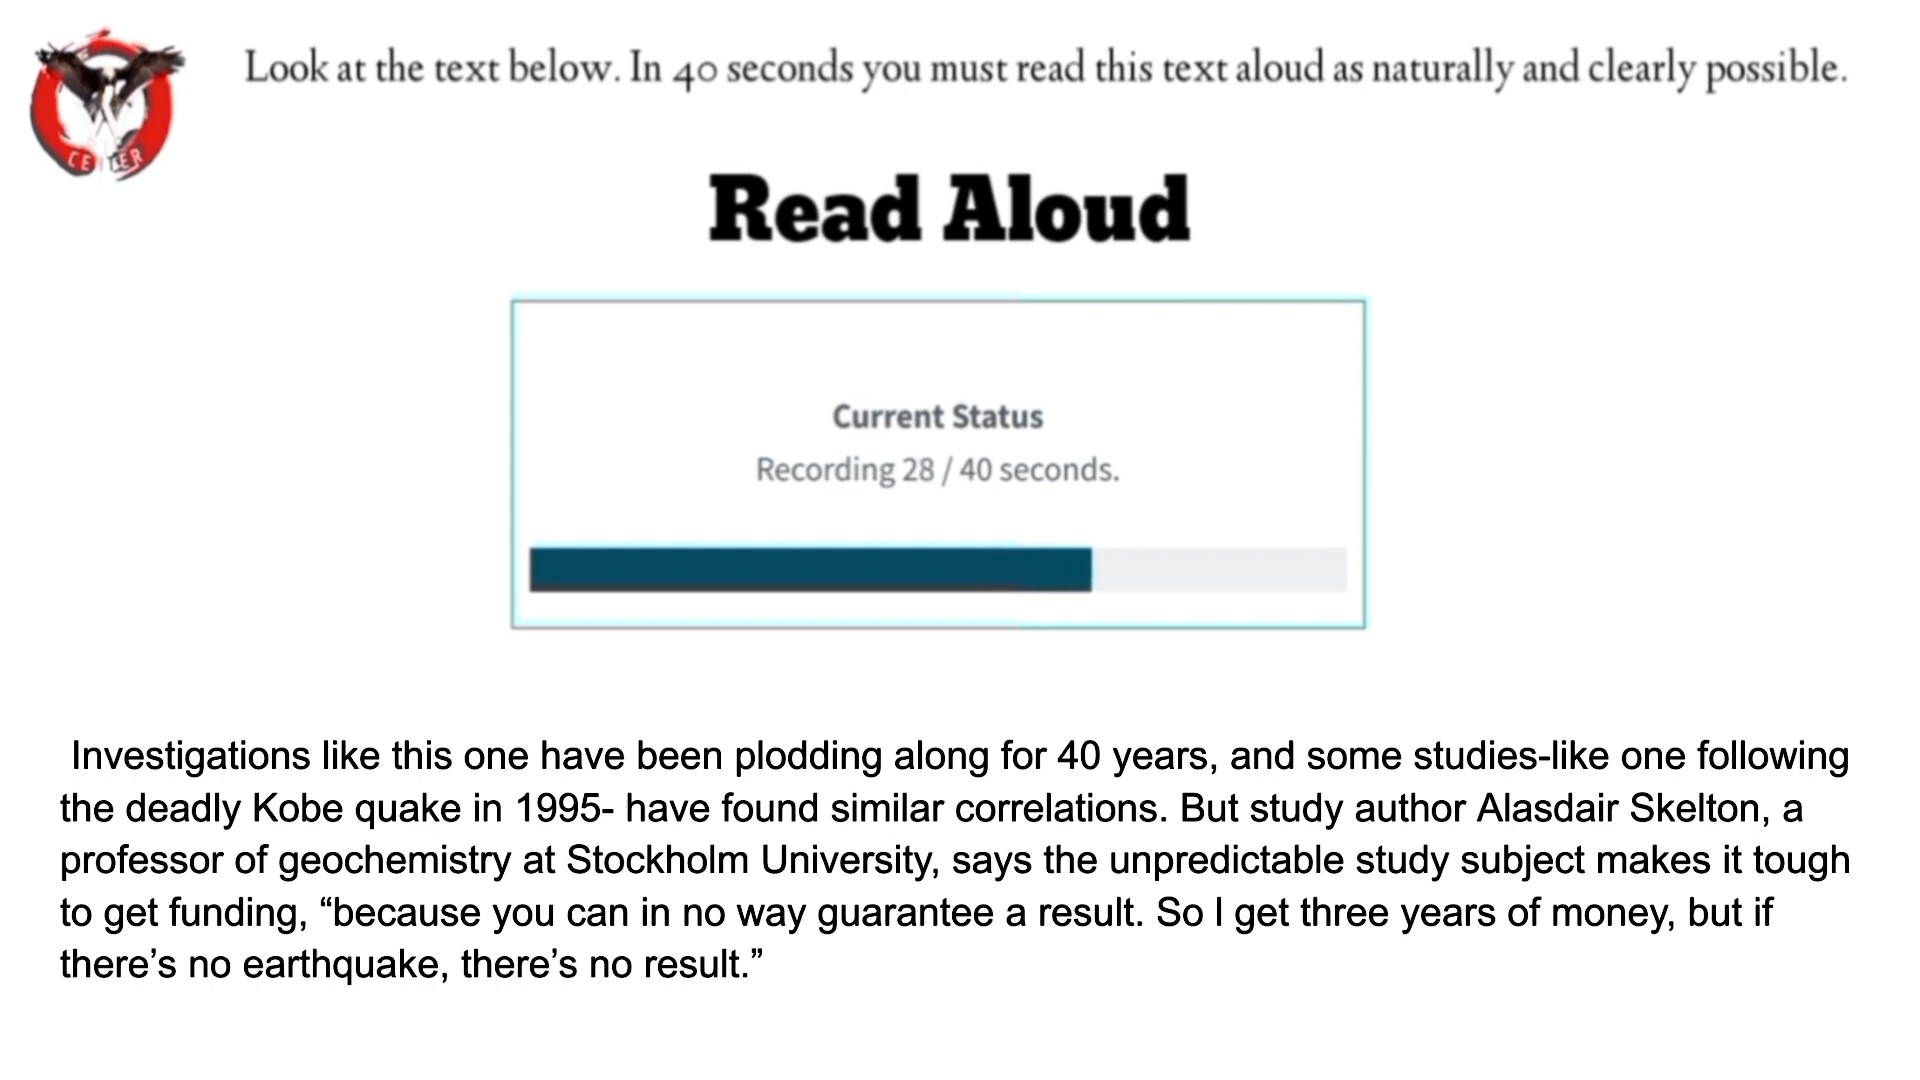 Look at the text below. In 40 seconds you must read this text aloud as naturally and clearly possible.
CENTER
Read Aloud
Current Status
Recording 28 / 40 seconds.
Investigations like this one have been plodding along for 40 years, and some studies-like one following
the deadly Kobe quake in 1995- have found similar correlations. But study author Alasdair Skelton, a
professor of geochemistry at Stockholm University, says the unpredictable study subject makes it tough
to get funding, “because you can in no way guarantee a result. So I get three years of money, but if
there’s no earthquake, there’s no result.”